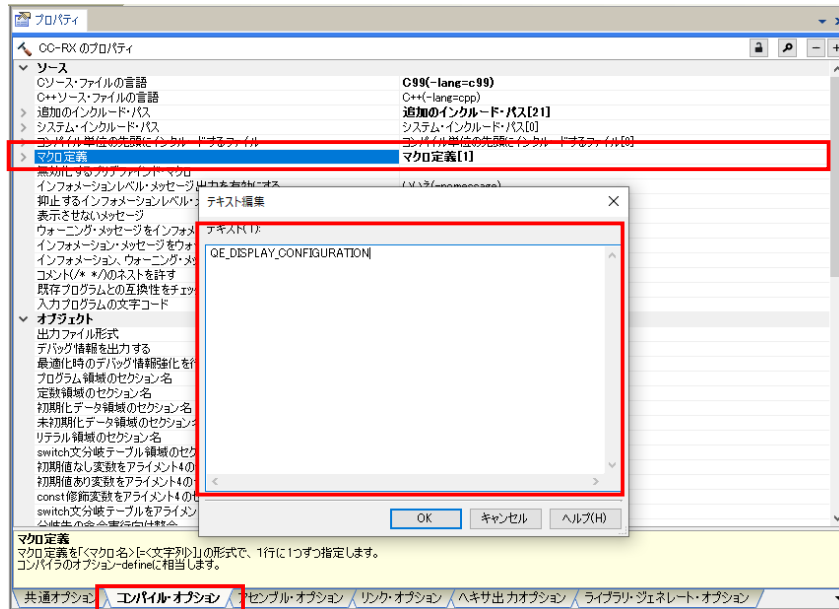 プロパティ
CC-RX のプロパティ
ソース
Cソース・ファイルの言語 C99(-lang=c99)
C++ソース・ファイルの言語 C++(-lang=cpp)
追加のインクルード・パス 追加のインクルード・パス[21]
システム・インクルード・パス システム・インクルード・パス[0]
コンパイル単位の先頭にインクルードするファイル コンパイル単位の先頭にインクルードするファイル[0]
マクロ定義 マクロ定義[1]
無効化するプリデファインド・マクロ
インフォメーションレベル・メッセージ出力を有効にする いいえ(-nomessage)
抑止するインフォメーションレベル・
表示させないメッセージ
ウォーニング・メッセージをインフォメ
インフォメーション・メッセージをウォー
インフォメーション、ウォーニング・メッ
コメント(/* */)のネストを許す
既存プログラムとの互換性をチェッ
入力プログラムの文字コード
オブジェクト
出力ファイル形式
デバッグ情報を出力する
最適化時のデバッグ情報強化を行
プログラム領域のセクション名
定数領域のセクション名
初期化データ領域のセクション名
未初期化データ領域のセクション名
リテラル領域のセクション名
switch文分岐テーブル領域のセク
初期値なし変数をアライメント4の
初期値あり変数をアライメント4の
const修飾変数をアライメント4のセ
switch文分岐テーブルをアライメン
分岐先の命令実行向け整合
テキスト編集
テキスト(T):
QE_DISPLAY_CONFIGURATION
OK キャンセル ヘルプ(H)
マクロ定義
マクロ定義を「<マクロ名>[=<文字列>]」の形式で、1行に1つずつ指定します。
コンパイラのオプション-defineに相当します。
共通オプション コンパイル・オプション アセンブル・オプション リンク・オプション ヘキサ出力オプション ライブラリ・ジェネレート・オプション